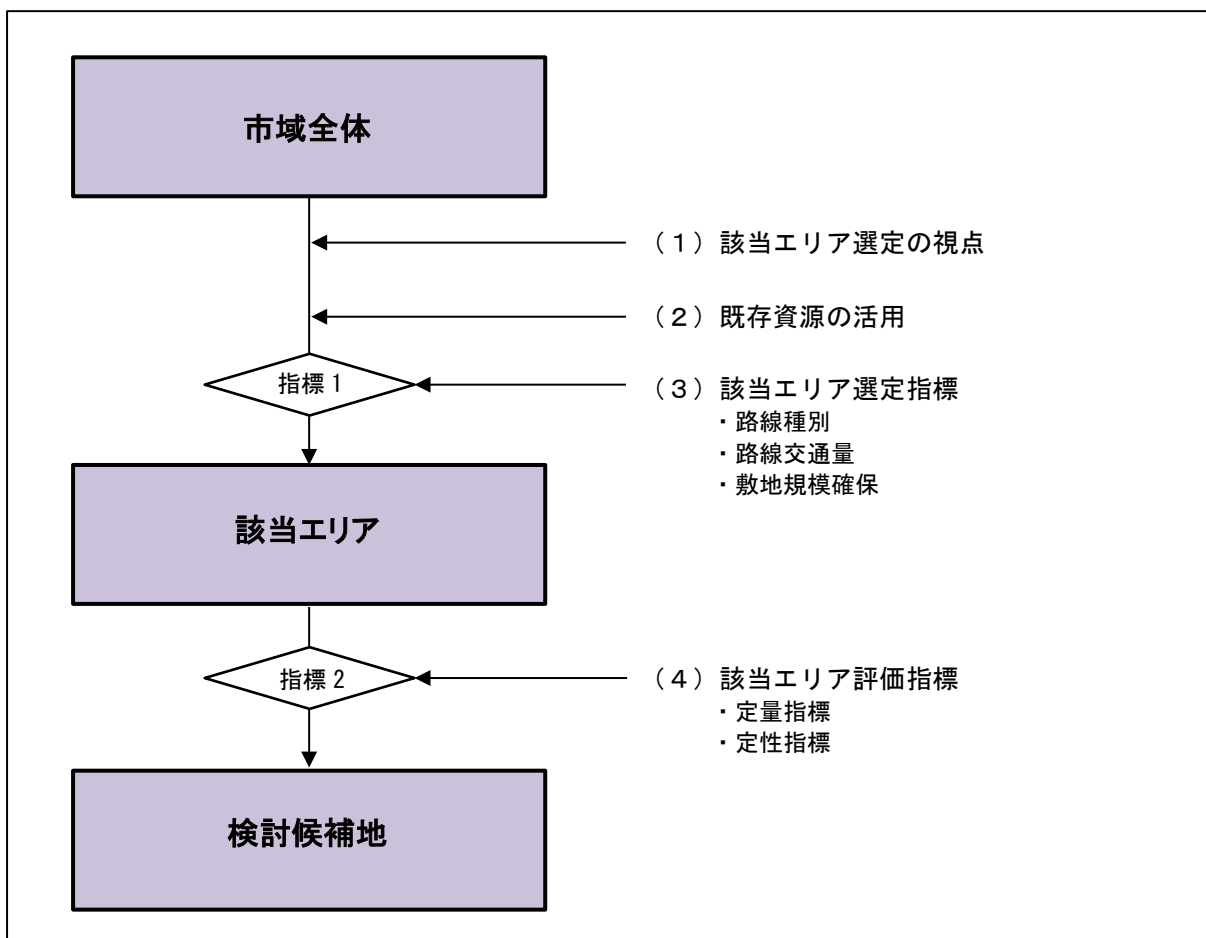 市域全体
（１）該当エリア選定の視点
（２）既存資源の活用
指標１
（３）該当エリア選定指標
・路線種別
・路線交通量
・敷地規模確保
該当エリア
指標２
（４）該当エリア評価指標
・定量指標
・定性指標
検討候補地